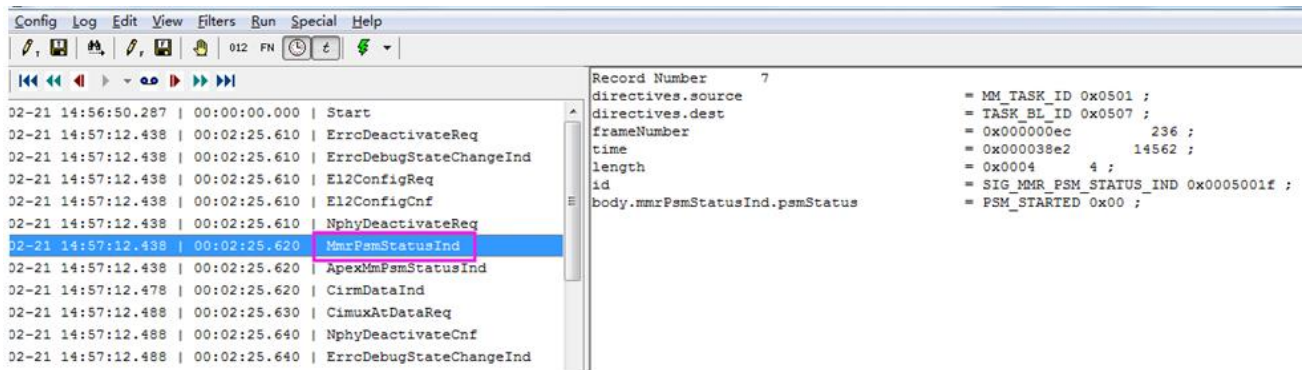 Config Log Edit View Filters Run Special Help
012 FN t
02-21 14:56:50.287 | 00:00:00.000 | Start
02-21 14:57:12.438 | 00:02:25.610 | ErrcDeactivateReq
02-21 14:57:12.438 | 00:02:25.610 | ErrcDebugStateChangeInd
02-21 14:57:12.438 | 00:02:25.610 | El2ConfigReq
02-21 14:57:12.438 | 00:02:25.610 | El2ConfigCnf
02-21 14:57:12.438 | 00:02:25.610 | NphyDeactivateReq
02-21 14:57:12.438 | 00:02:25.620 | MmrPsmStatusInd
02-21 14:57:12.438 | 00:02:25.620 | ApexMmPsmStatusInd
02-21 14:57:12.478 | 00:02:25.620 | CirmDataInd
02-21 14:57:12.488 | 00:02:25.630 | CimuxAtDataReq
02-21 14:57:12.488 | 00:02:25.640 | NphyDeactivateCnf
02-21 14:57:12.488 | 00:02:25.640 | ErrcDebugStateChangeInd
Record Number 7
directives.source = MM_TASK_ID 0x0501 ;
directives.dest = TASK_BL_ID 0x0507 ;
frameNumber = 0x000000ec 236 ;
time = 0x000038e2 14562 ;
length = 0x0004 4 ;
id = SIG_MMR_PSM_STATUS_IND 0x0005001f ;
body.mmrPsmStatusInd.psmStatus = PSM_STARTED 0x00 ;